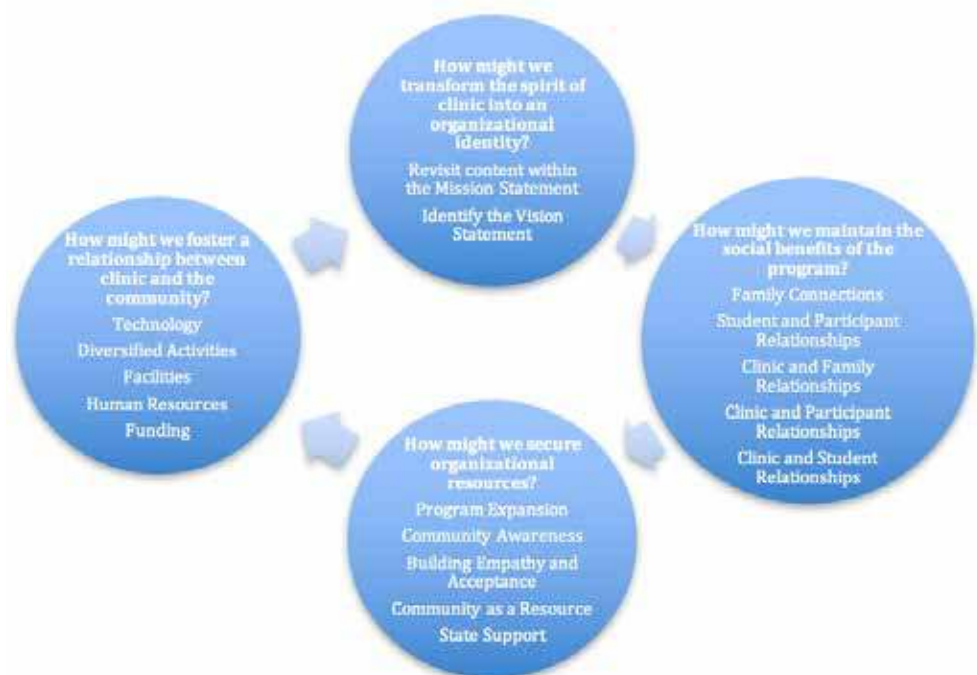 How might we
transform the spirit of
clinic into an
organizational
identity?
Revisit content within
the Mission Statement
Identify the Vision
Statement
How might we maintain the
social benefits of the
program?
Family Connections
Student and Participant
Relationships
Clinic and Family
Relationships
Clinic and Participant
Relationships
Clinic and Student
Relationships
How might we secure
organizational
resources?
Program Expansion
Community Awareness
Building Empathy and
Acceptance
Community as a Resource
State Support
How might we foster a
relationship between
clinic and the
community?
Technology
Diversified Activities
Facilities
Human Resources
Funding